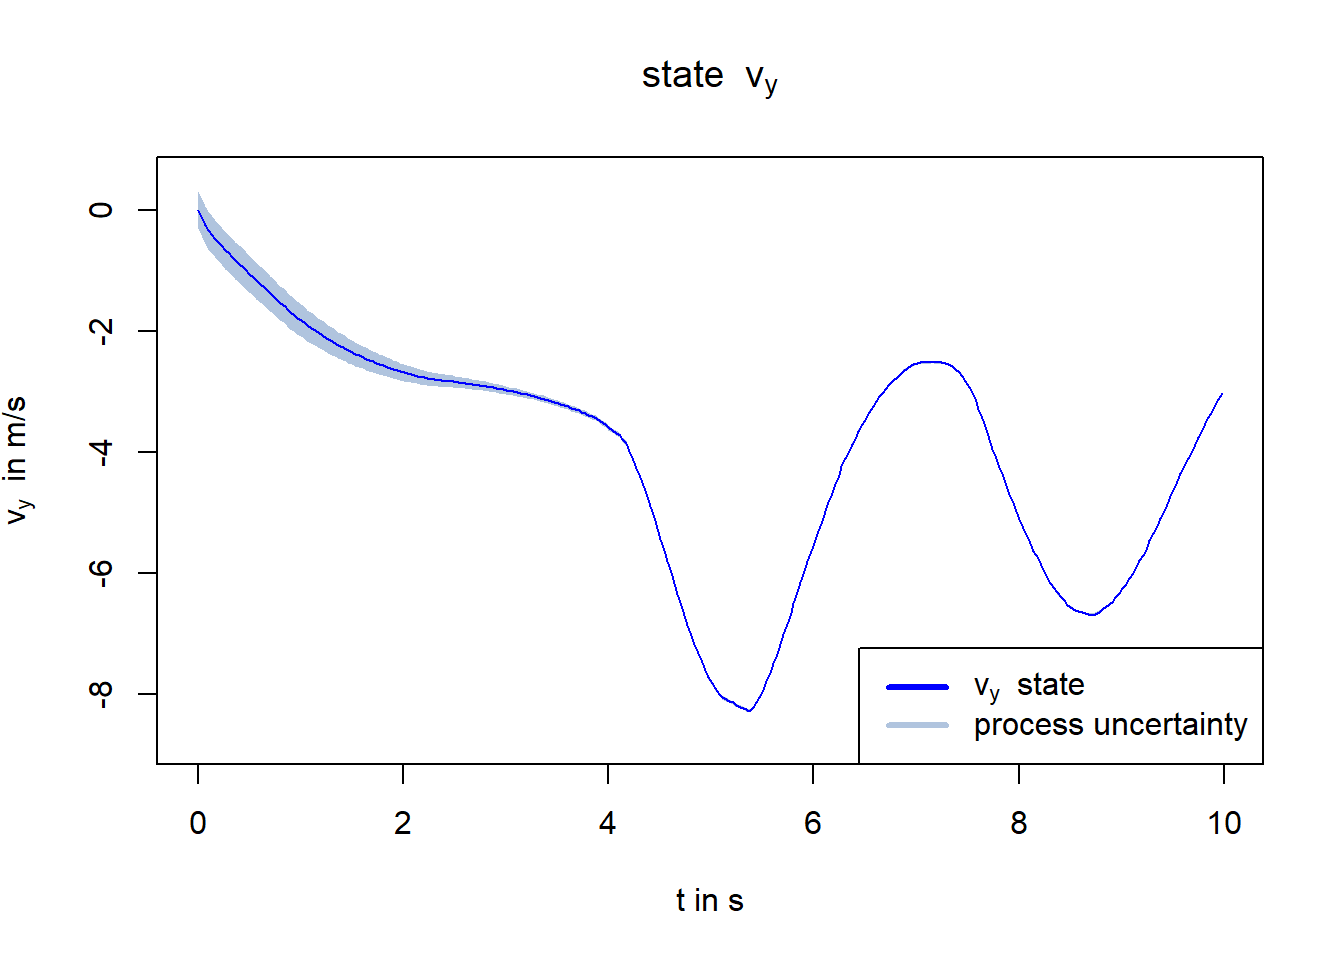 state v_y
0
-2
-4
-6
-8
v_y in m/s
v_y state
process uncertainty
0 2 4 6 8 10
t in s